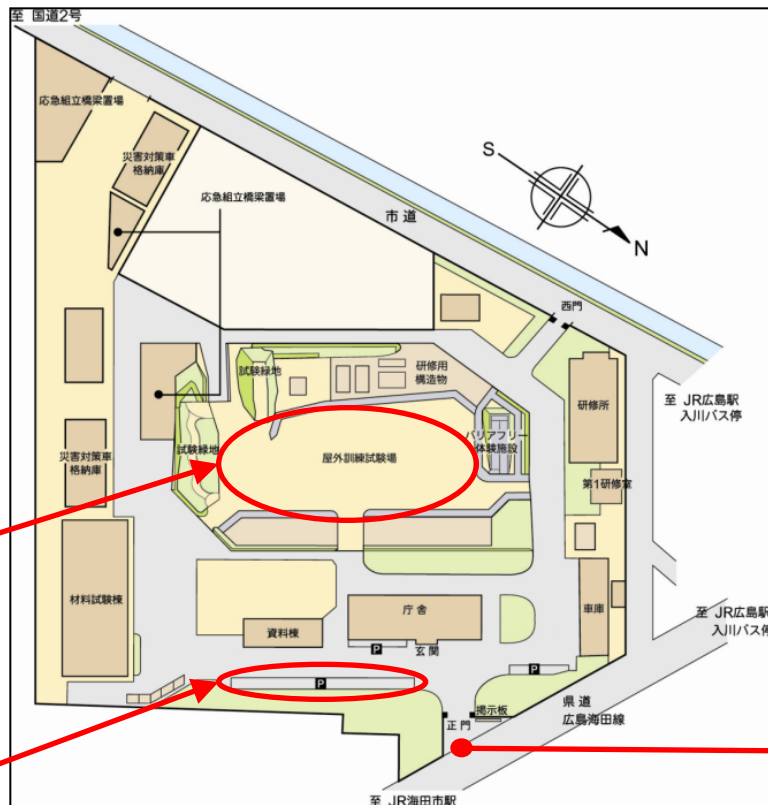 至 国道2号
応急組立橋梁置場
災害対策車
格納庫
応急組立橋梁置場
市道
S
N
西門
試験緑地
研修用
構造物
研修所
至 JR広島駅
入川バス停
試験緑地
屋外訓練試験場
バリアフリー
体験施設
災害対策車
格納庫
第1研修室
材料試験棟
資料棟
庁舎
P
玄関
車庫
至 JR広島駅
入川バス停
P
P
掲示板
正門
県道
広島海田線
至 JR海田市駅